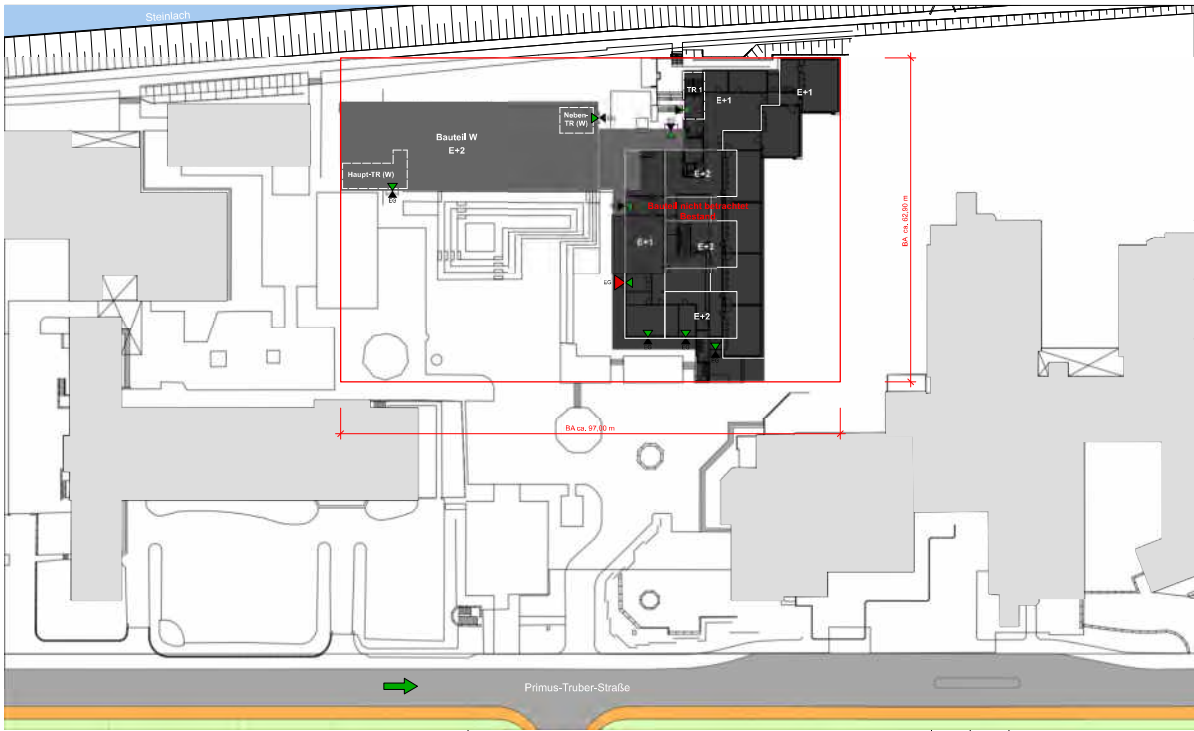 Steinlach
TR 1
E+1
E+1
Neben-
TR (W)
Bauteil W
E+2
Haupt-TR (W)
EG
E+2
Bauteil nicht betrachtet
Bestand
E+1
E+2
EG
E+2
BA ca. 62,90 m
BA ca. 97,00 m
Primus-Truber-Straße